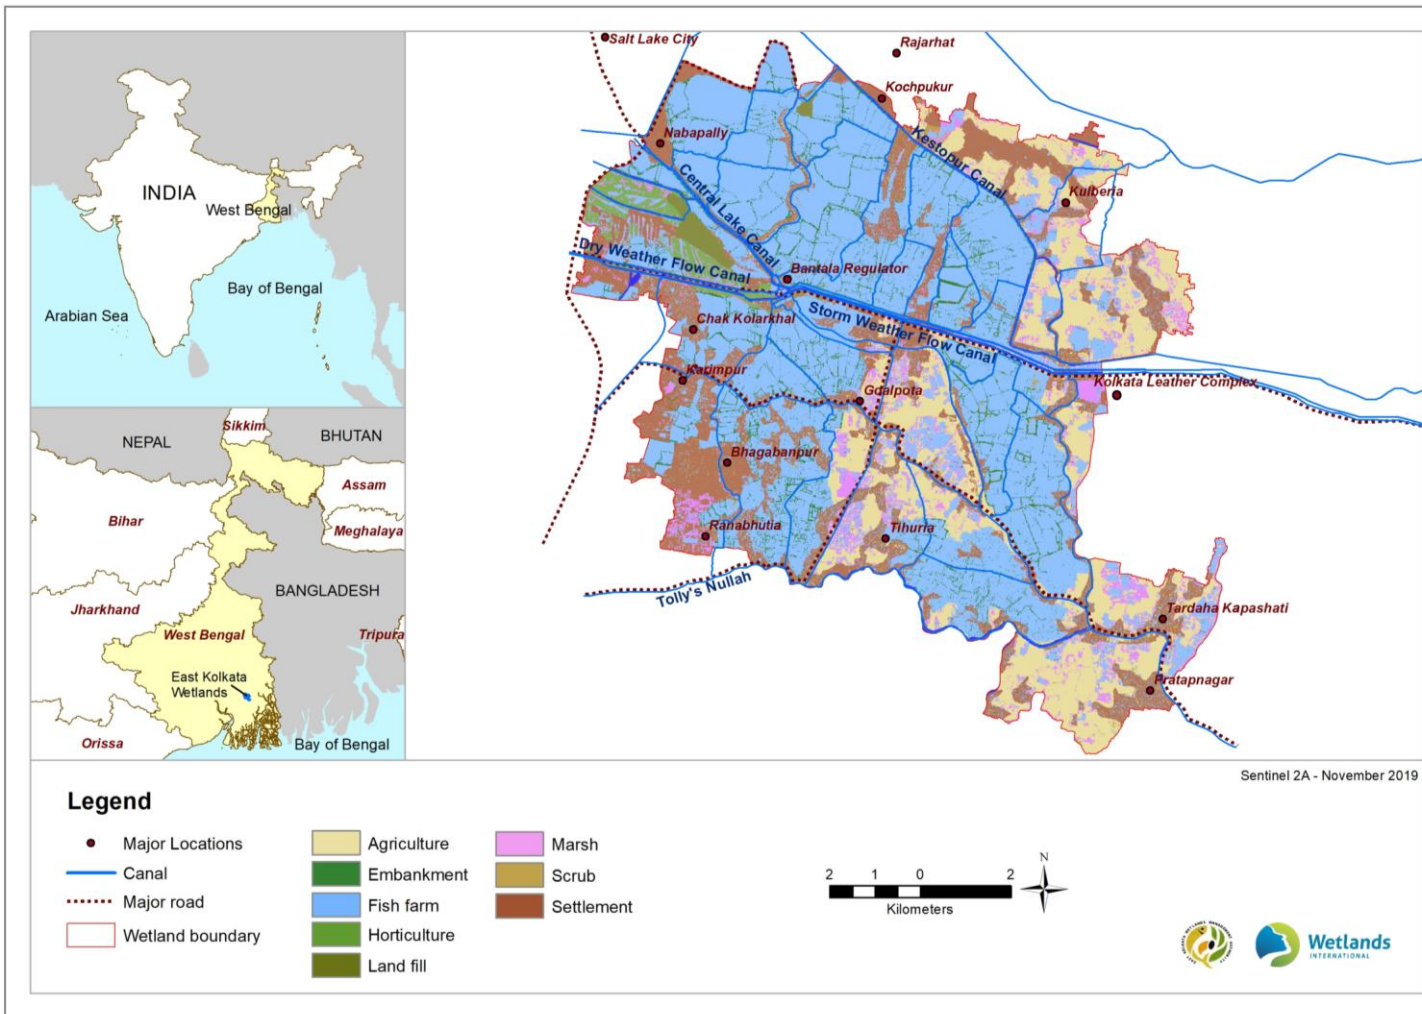 INDIA
West Bengal
Bay of Bengal
Arabian Sea
NEPAL
Sikkim
BHUTAN
Assam
Bihar
Meghalaya
BANGLADESH
Jharkhand
West Bengal
Tripura
East Kolkata
Wetlands
Orissa
Bay of Bengal
Salt Lake City
Rajarhat
Kochpukur
Nabapally
Kestopur Canal
Central Lake Canal
Kulberia
Dry Weather Flow Canal
Bantala Regulator
Storm Weather Flow Canal
Chak Kolarkhal
Karimpur
Goalpota
Kolkata Leather Complex
Bhagabanpur
Ranabhutia
Tihuria
Tolly's Nullah
Tardaha Kapashati
Pratapnagar
Sentinel 2A - November 2019
Legend
Major Locations
Canal
Major road
Wetland boundary
Agriculture
Embankment
Fish farm
Horticulture
Land fill
Marsh
Scrub
Settlement
2 1 0 2
Kilometers
N
Wetlands
INTERNATIONAL